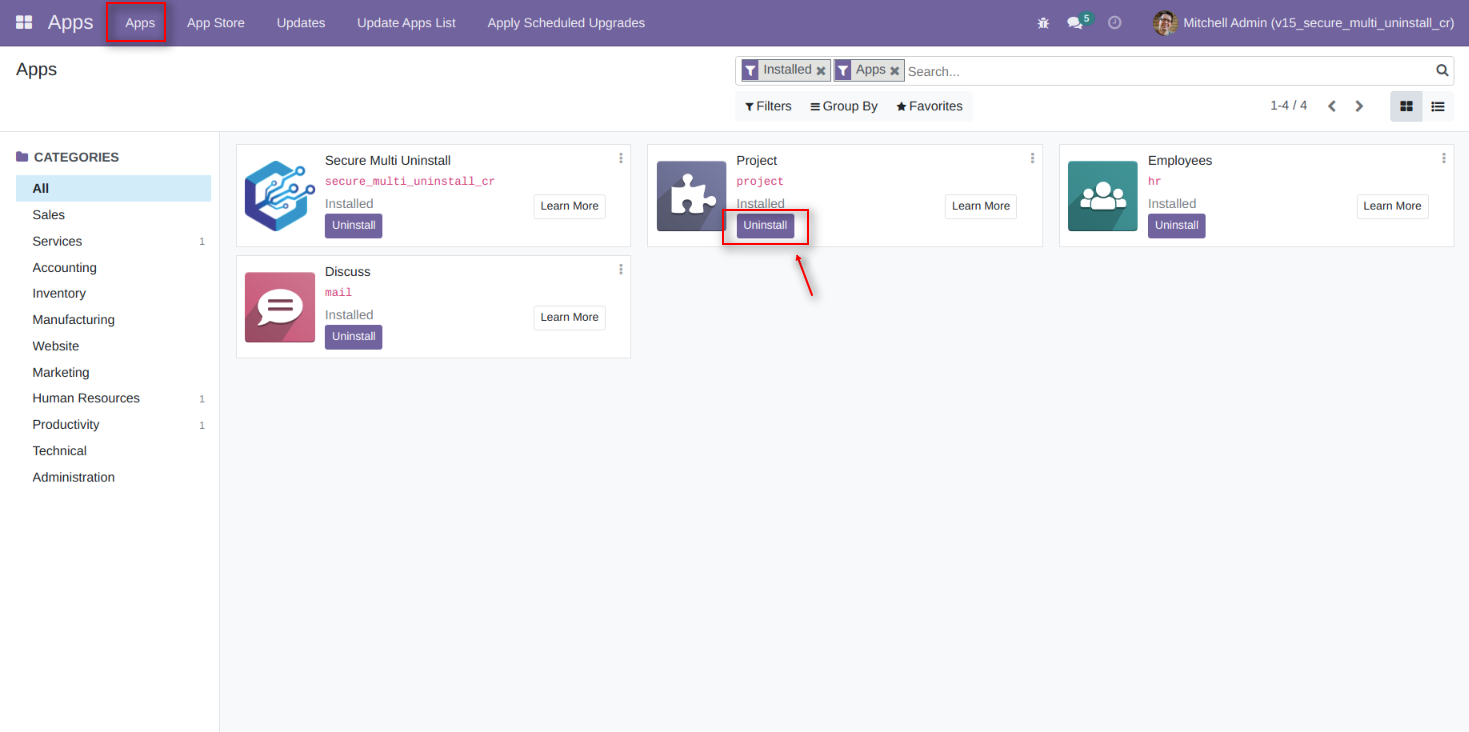 Apps Apps App Store Updates Update Apps List Apply Scheduled Upgrades 5 Mitchell Admin (v15_secure_multi_uninstall_cr)
Apps
Installed Apps Search...
Filters Group By Favorites 1-4 / 4
CATEGORIES
All
Sales
Services 1
Accounting
Inventory
Manufacturing
Website
Marketing
Human Resources 1
Productivity 1
Technical
Administration
Secure Multi Uninstall
secure_multi_uninstall_cr
Installed
Learn More
Uninstall
Project
project
Installed
Learn More
Uninstall
Employees
hr
Installed
Learn More
Uninstall
Discuss
mail
Installed
Learn More
Uninstall